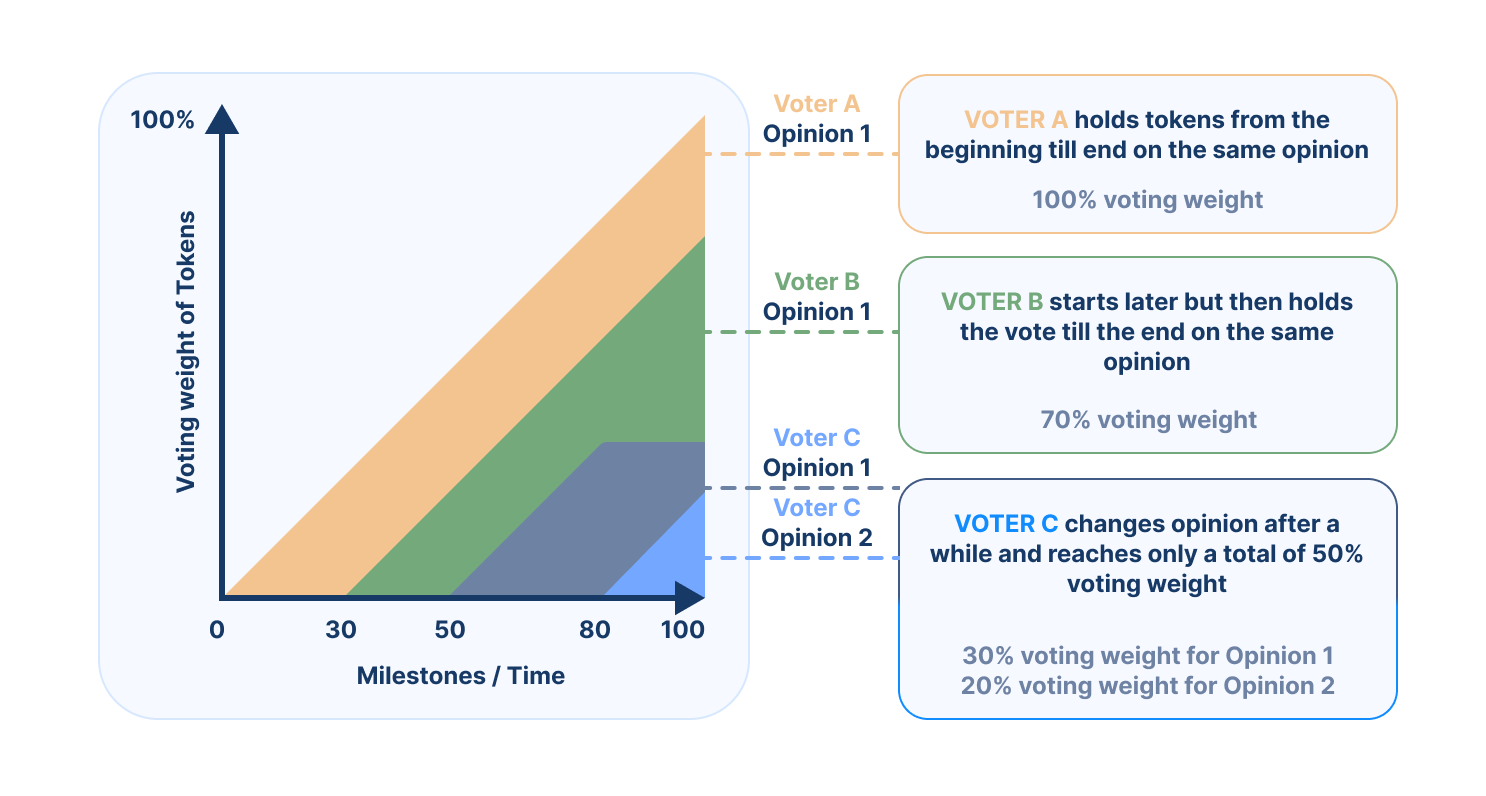 100%
Voting weight of Tokens
0 30 50 80 100
Milestones / Time
Voter A
Opinion 1
Voter B
Opinion 1
Voter C
Opinion 1
Voter C
Opinion 2
VOTER A holds tokens from the
beginning till end on the same opinion
100% voting weight
VOTER B starts later but then holds
the vote till the end on the same
opinion
70% voting weight
VOTER C changes opinion after a
while and reaches only a total of 50%
voting weight
30% voting weight for Opinion 1
20% voting weight for Opinion 2